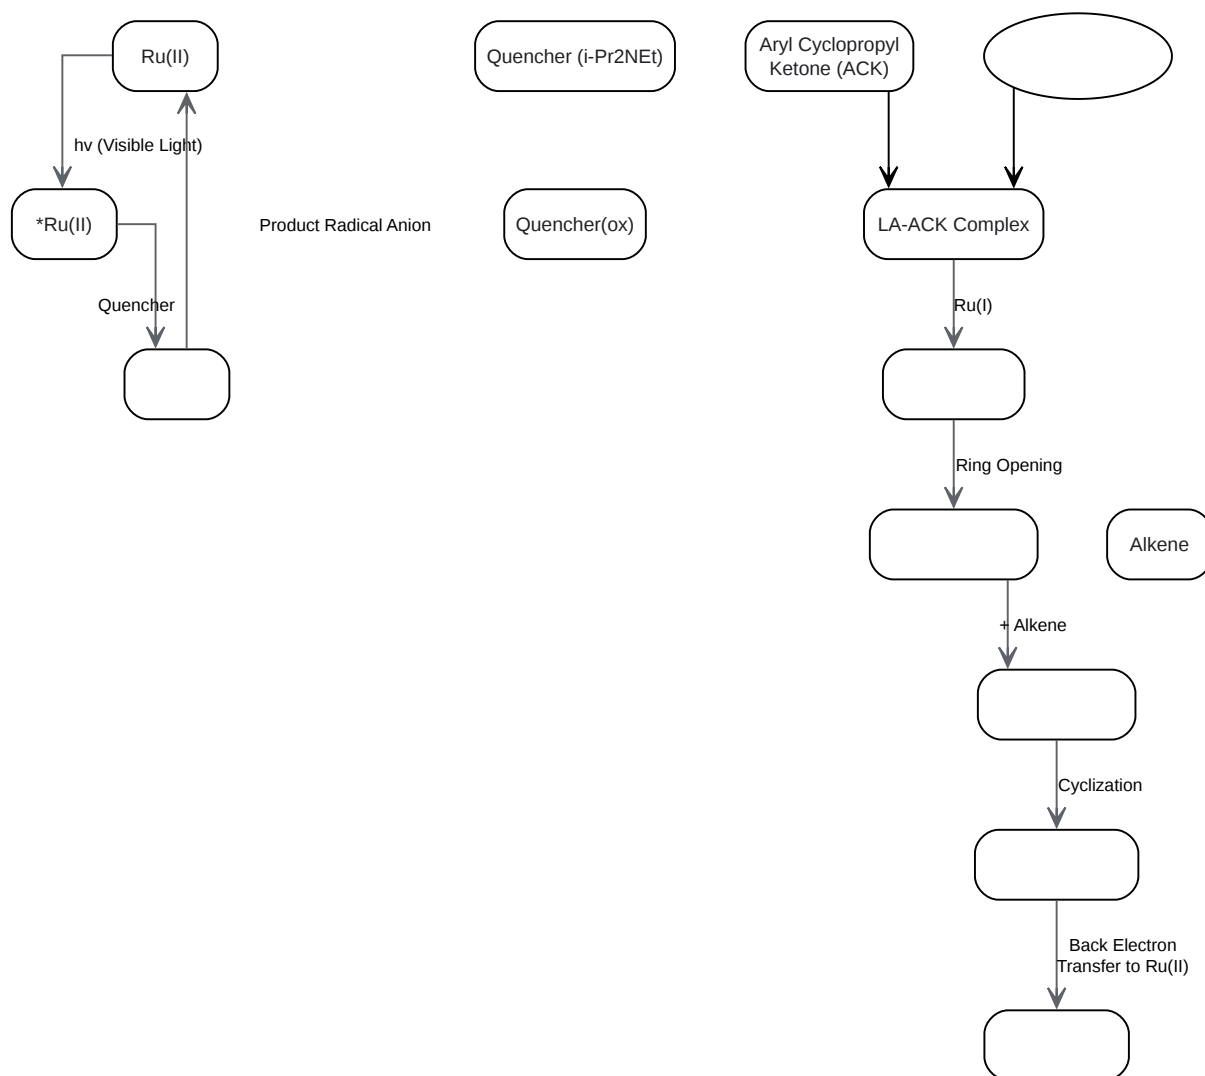 Ru(II)
Quencher (i-Pr2NEt)
Aryl Cyclopropyl
Ketone (ACK)
hv (Visible Light)
*Ru(II)
Product Radical Anion
Quencher(ox)
LA-ACK Complex
Quencher
Ru(I)
Ring Opening
Alkene
+ Alkene
Cyclization
Back Electron
Transfer to Ru(II)